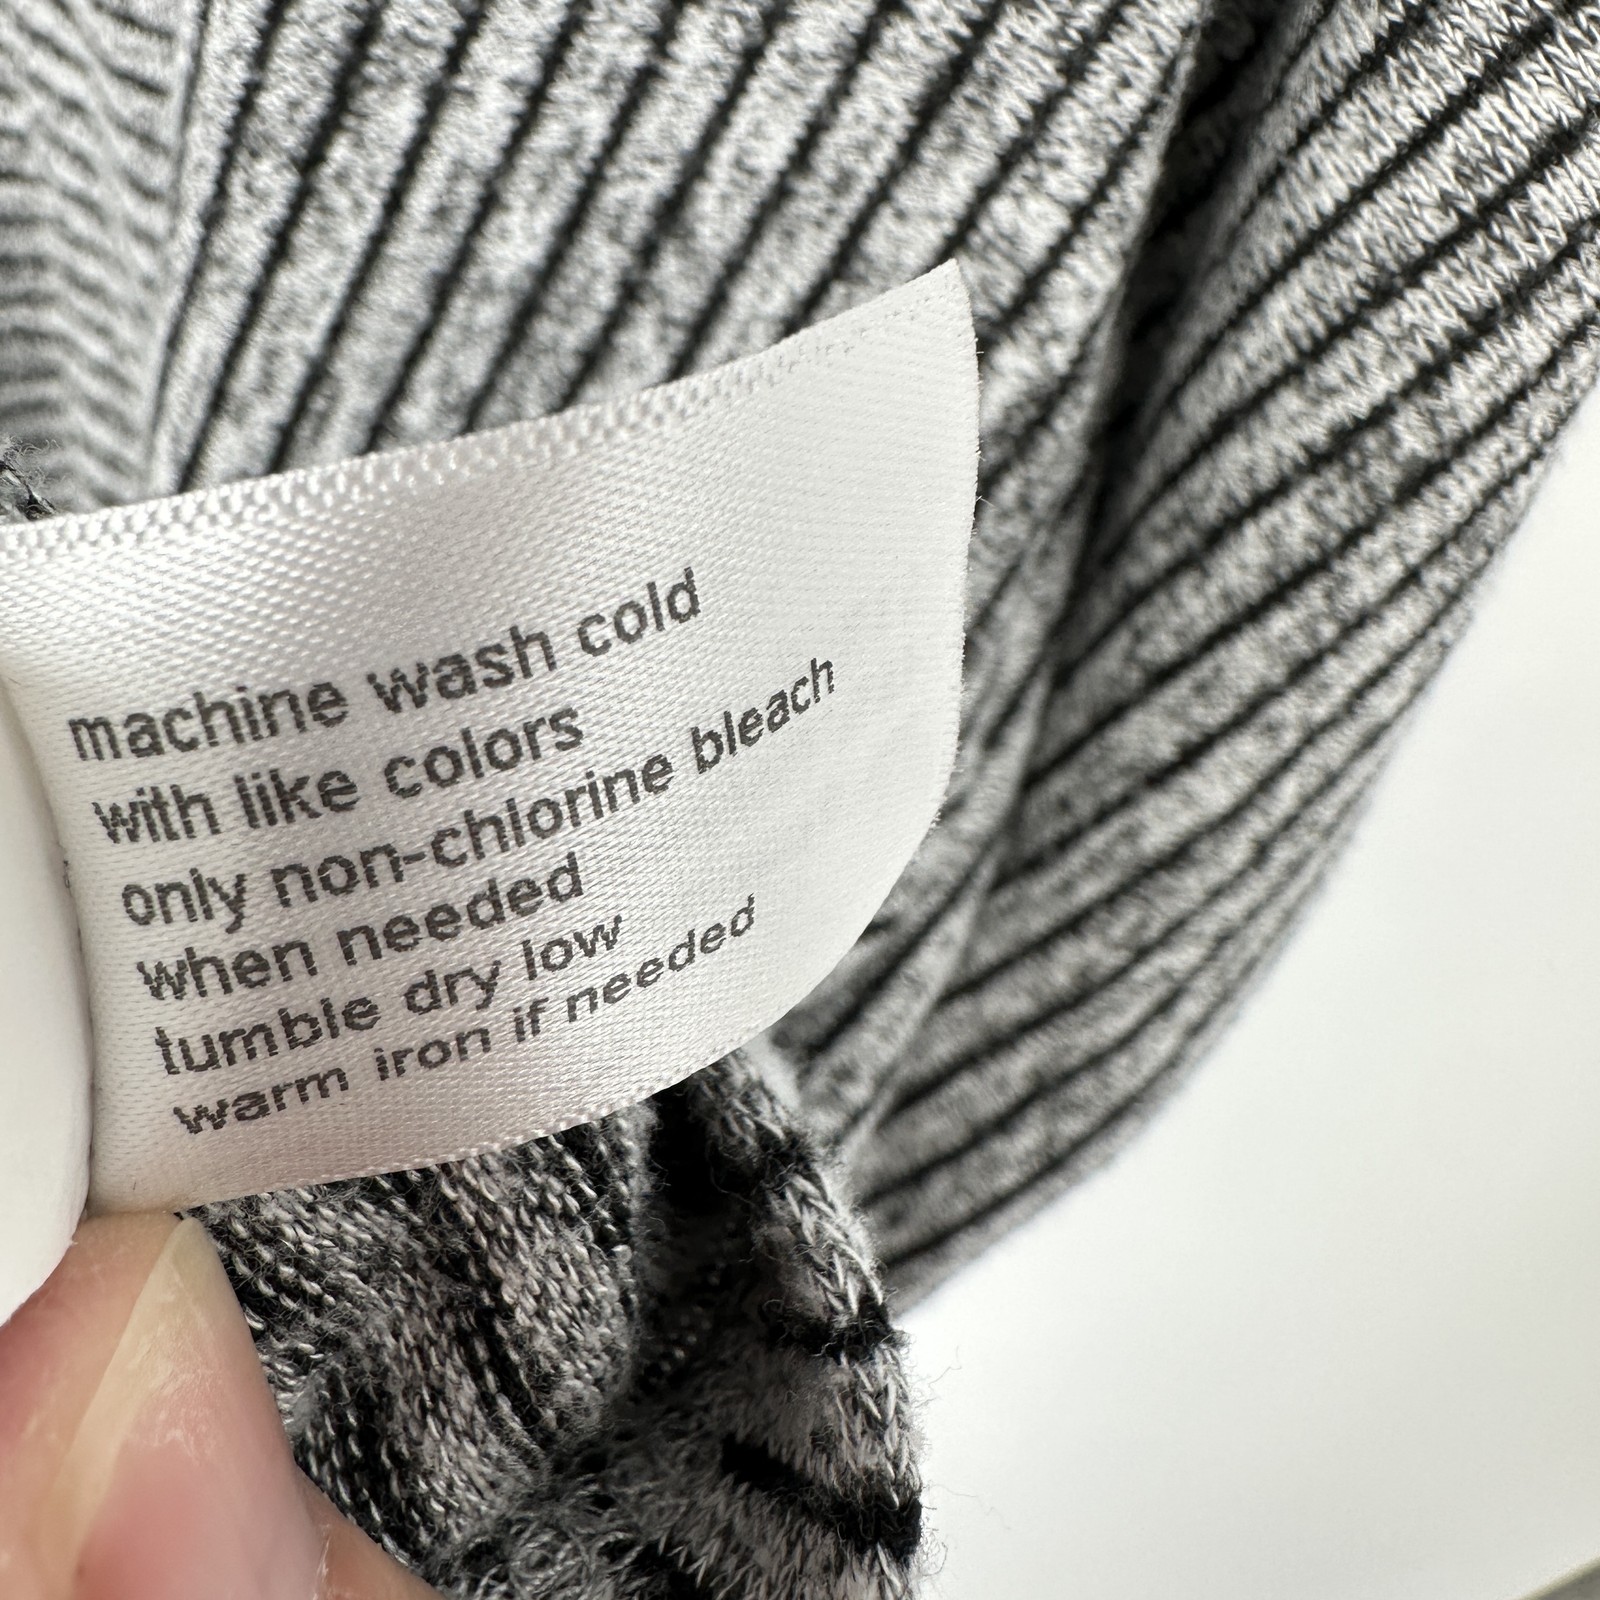 machine wash cold
with like colors
only non-chlorine bleach
when needed
tumble dry low
warm iron if needed